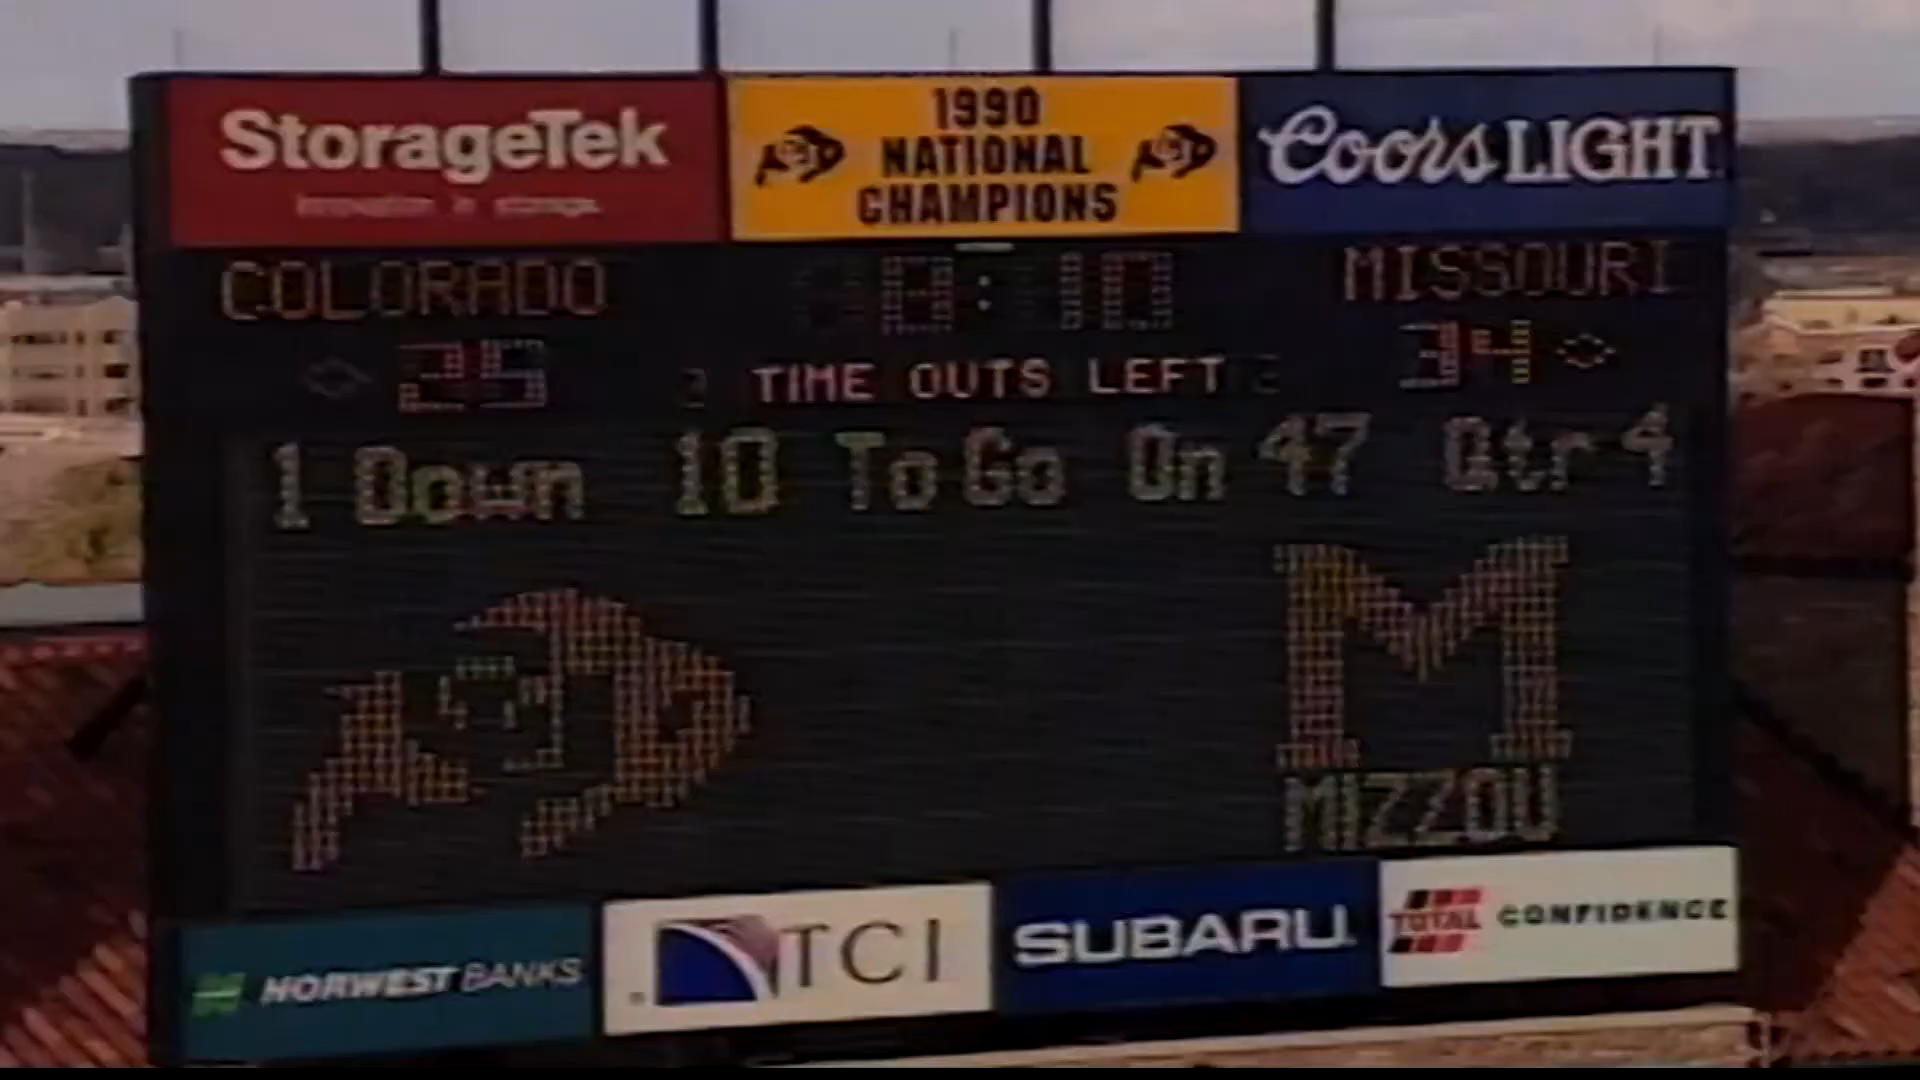 StorageTek
1990
NATIONAL
CHAMPIONS
Coors LIGHT
COLORADO
MISSOURI
25
34
TIME OUTS LEFT
1 Down 10 To Go On 47 Qtr 4
MIZZOU
NORWEST BANKS
TCI
SUBARU
TOTAL CONFIDENCE